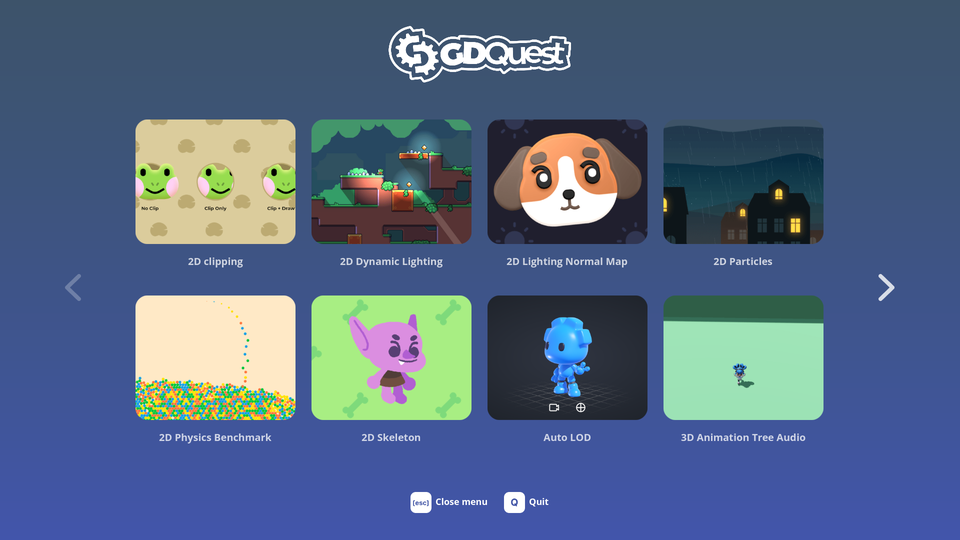 GDQuest
No Clip
Clip Only
Clip + Draw
2D clipping
2D Dynamic Lighting
2D Lighting Normal Map
2D Particles
2D Physics Benchmark
2D Skeleton
Auto LOD
3D Animation Tree Audio
[esc] Close menu
Q Quit